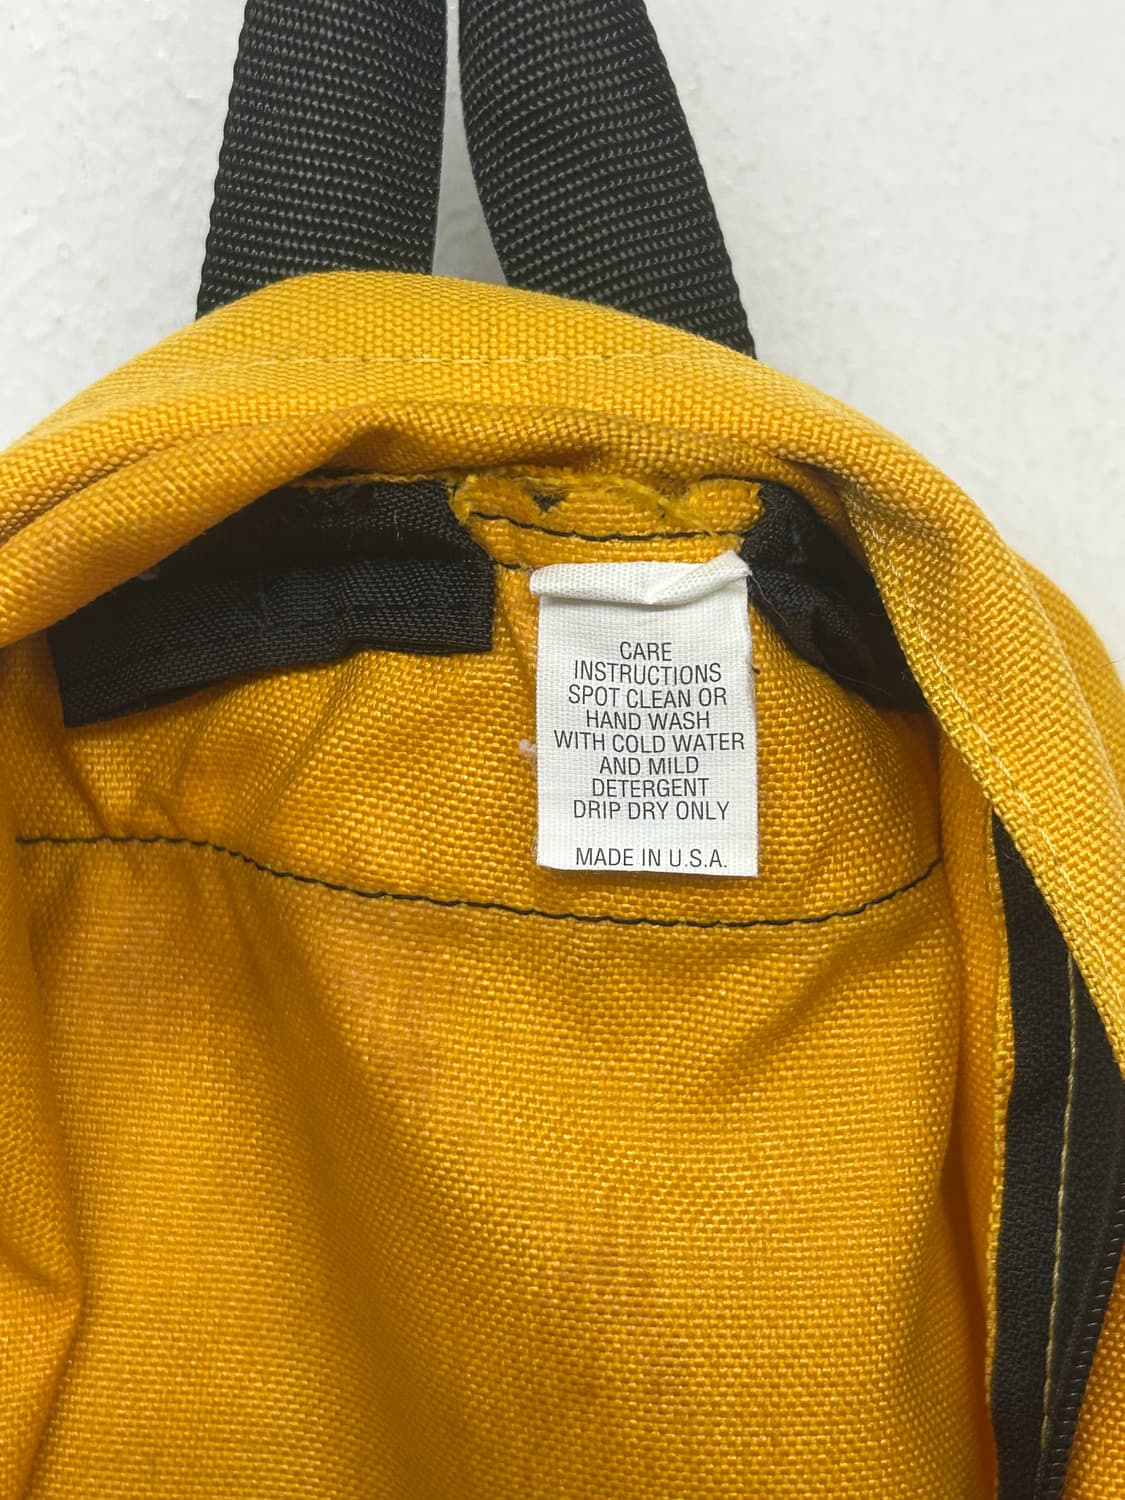 CARE
INSTRUCTIONS
SPOT CLEAN OR
HAND WASH
WITH COLD WATER
AND MILD
DETERGENT
DRIP DRY ONLY
MADE IN U.S.A.